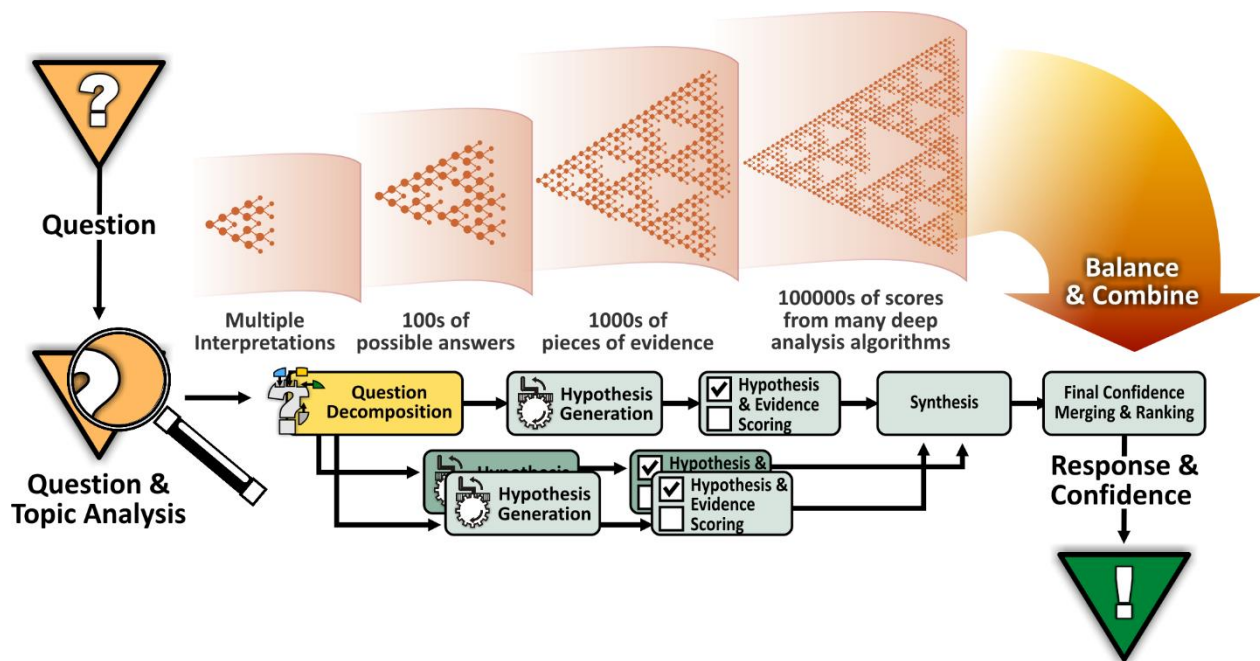 ?
Question
Question &
Topic Analysis
Multiple
Interpretations
100s of
possible answers
1000s of
pieces of evidence
100000s of scores
from many deep
analysis algorithms
Balance
& Combine
?
Question
Decomposition
Hypothesis
Generation
Hypothesis
& Evidence
Scoring
Synthesis
Final Confidence
Merging & Ranking
Hypothesis
Hypothesis
Generation
Hypothesis &
Hypothesis &
Evidence
Scoring
Response &
Confidence
!